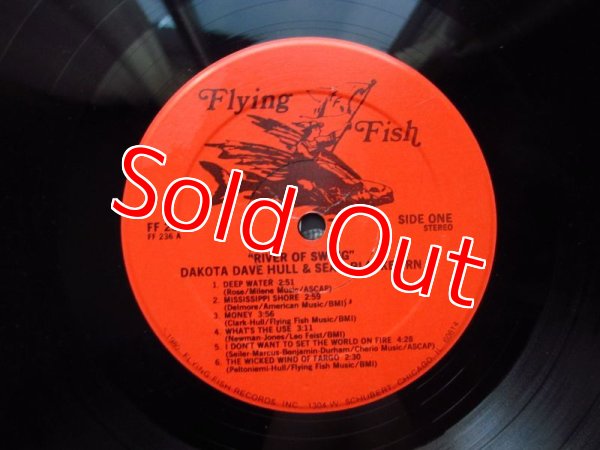 Flying
Fish
Sold Out
FF
FF 236 A
SIDE ONE
STEREO
"RIVER OF SWING"
DAKOTA DAVE HULL &
1. DEEP WATER 2:51
(Rose/Milene Music/ASCAP)
2. MISSISSIPPI SHORE 2:59
(Delmore/American Music/BMI)
3. MONEY 3:56
(Clark-Hull/Flying Fish Music/BMI)
4. WHAT'S THE USE 3:11
(Newman-Jones/Leo Feist/BMI)
5. I DON'T WANT TO SET THE WORLD ON FIRE 4:28
(Seiler-Marcus-Benjamin-Durham/Cherio Music/ASCAP)
6. THE WICKED WIND OF FARGO 2:30
(Peltoniemi-Hull/Flying Fish Music/BMI)
FLYING FISH RECORDS, INC. 1304 W. SCHUBERT, CHICAGO, IL 60614